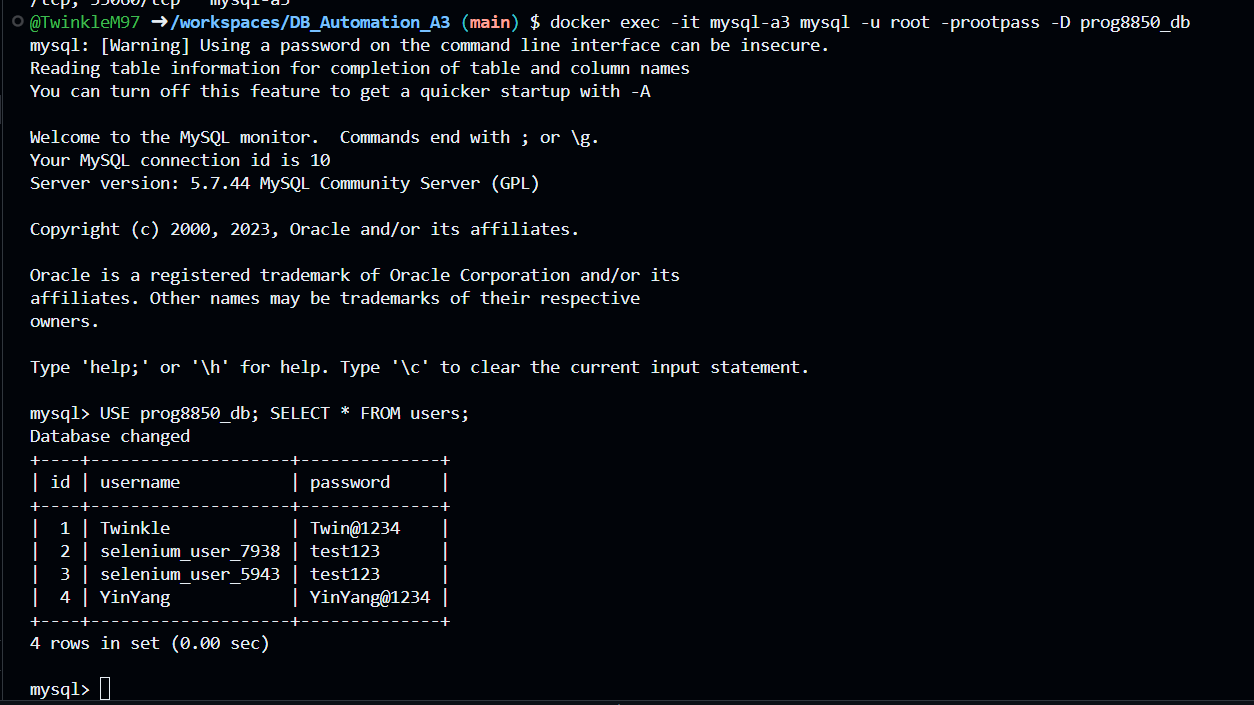 /tcp, 33060/tcp   mysql-a3
@TwinkleM97 ➜/workspaces/DB_Automation_A3 (main) $ docker exec -it mysql-a3 mysql -u root -prootpass -D prog8850_db
mysql: [Warning] Using a password on the command line interface can be insecure.
Reading table information for completion of table and column names
You can turn off this feature to get a quicker startup with -A
Welcome to the MySQL monitor.  Commands end with ; or \g.
Your MySQL connection id is 10
Server version: 5.7.44 MySQL Community Server (GPL)
Copyright (c) 2000, 2023, Oracle and/or its affiliates.
Oracle is a registered trademark of Oracle Corporation and/or its
affiliates. Other names may be trademarks of their respective
owners.
Type 'help;' or '\h' for help. Type '\c' to clear the current input statement.
mysql> USE prog8850_db; SELECT * FROM users;
Database changed
+----+--------------------+--------------+
| id | username           | password     |
+----+--------------------+--------------+
|  1 | Twinkle            | Twin@1234    |
|  2 | selenium_user_7938 | test123      |
|  3 | selenium_user_5943 | test123      |
|  4 | YinYang            | YinYang@1234 |
+----+--------------------+--------------+
4 rows in set (0.00 sec)
mysql>